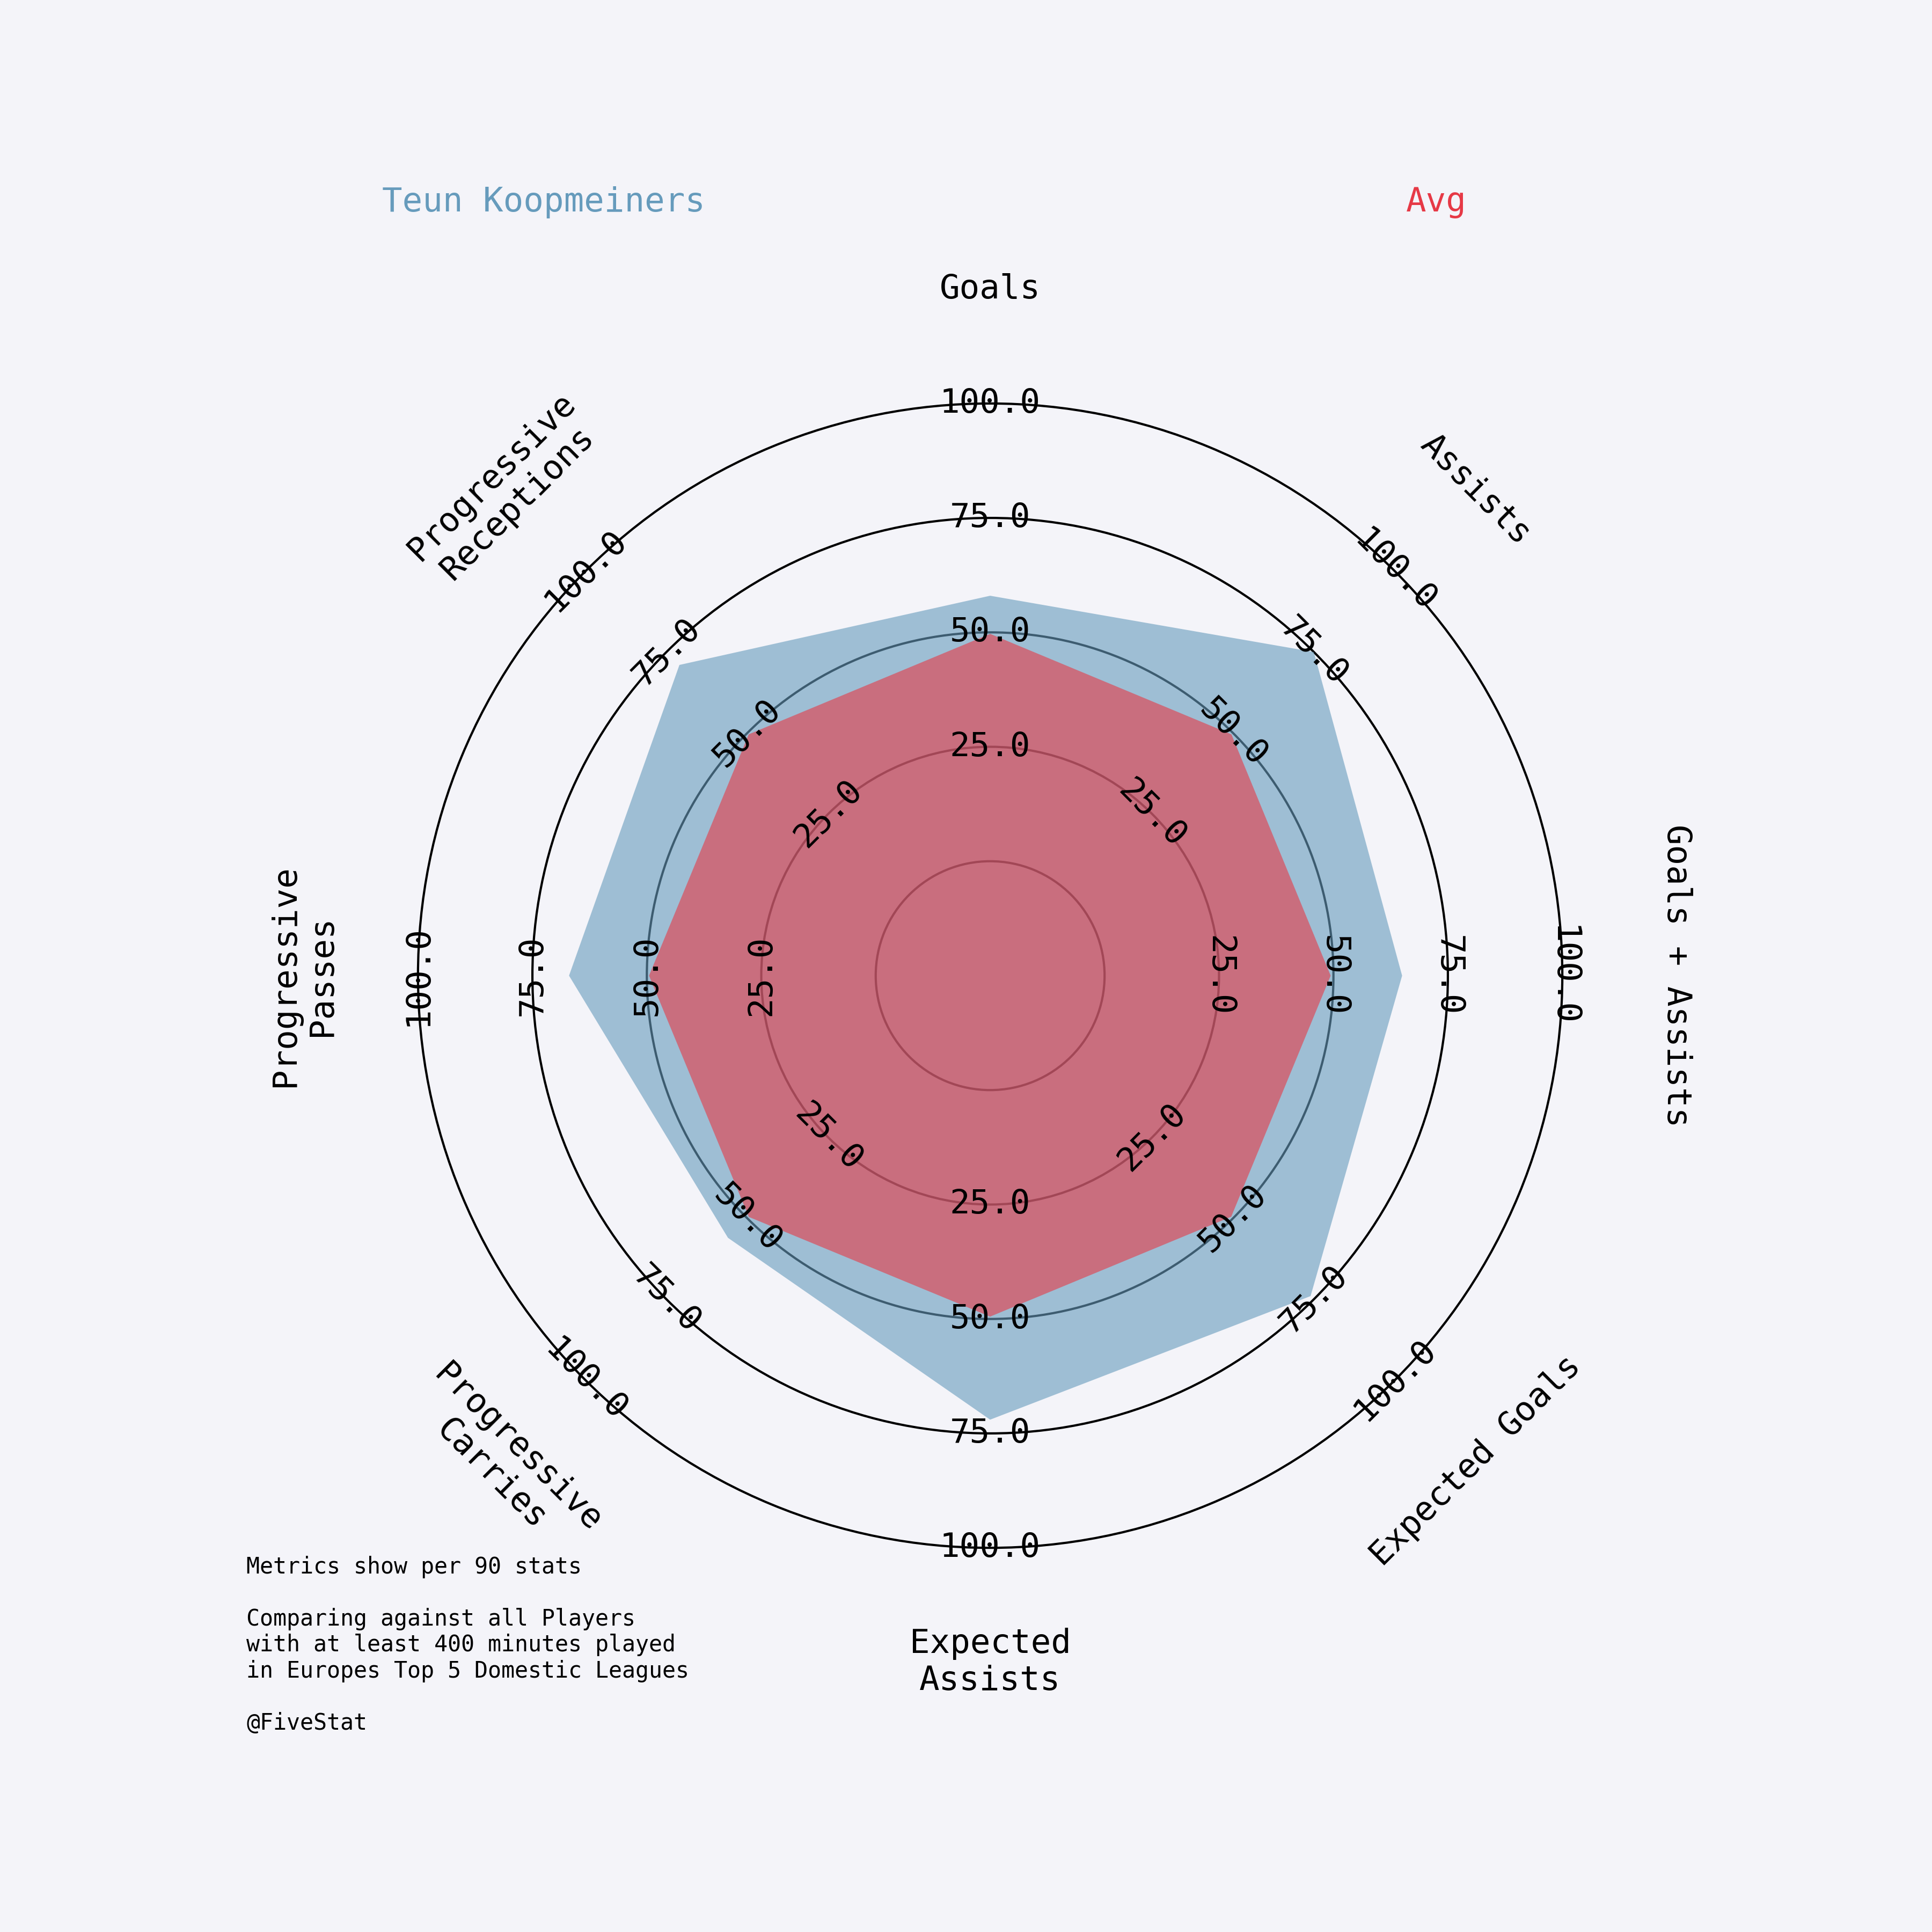 Teun Koopmeiners
Avg
Goals
Assists
Goals + Assists
Expected Goals
Expected
Assists
Progressive
Carries
Progressive
Passes
Progressive
Receptions
25.0
50.0
75.0
100.0
25.0
50.0
75.0
100.0
25.0
50.0
75.0
100.0
25.0
50.0
75.0
100.0
25.0
50.0
75.0
100.0
25.0
50.0
75.0
100.0
25.0
50.0
75.0
100.0
25.0
50.0
75.0
100.0
Metrics show per 90 stats
Comparing against all Players
with at least 400 minutes played
in Europes Top 5 Domestic Leagues
@FiveStat